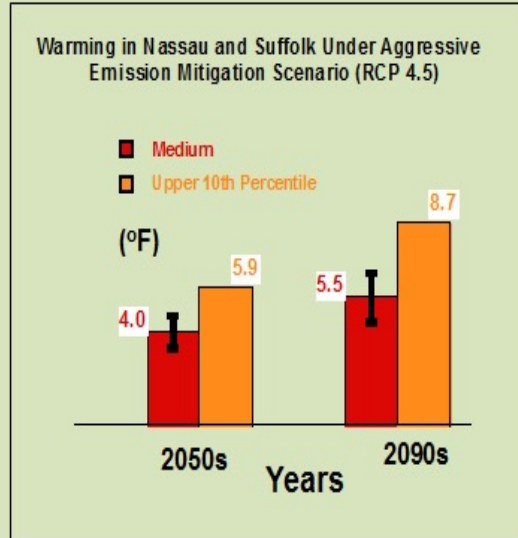 Warming in Nassau and Suffolk Under Aggressive
Emission Mitigation Scenario (RCP 4.5)
Medium
Upper 10th Percentile
(ºF)
4.0
5.9
5.5
8.7
2050s
2090s
Years